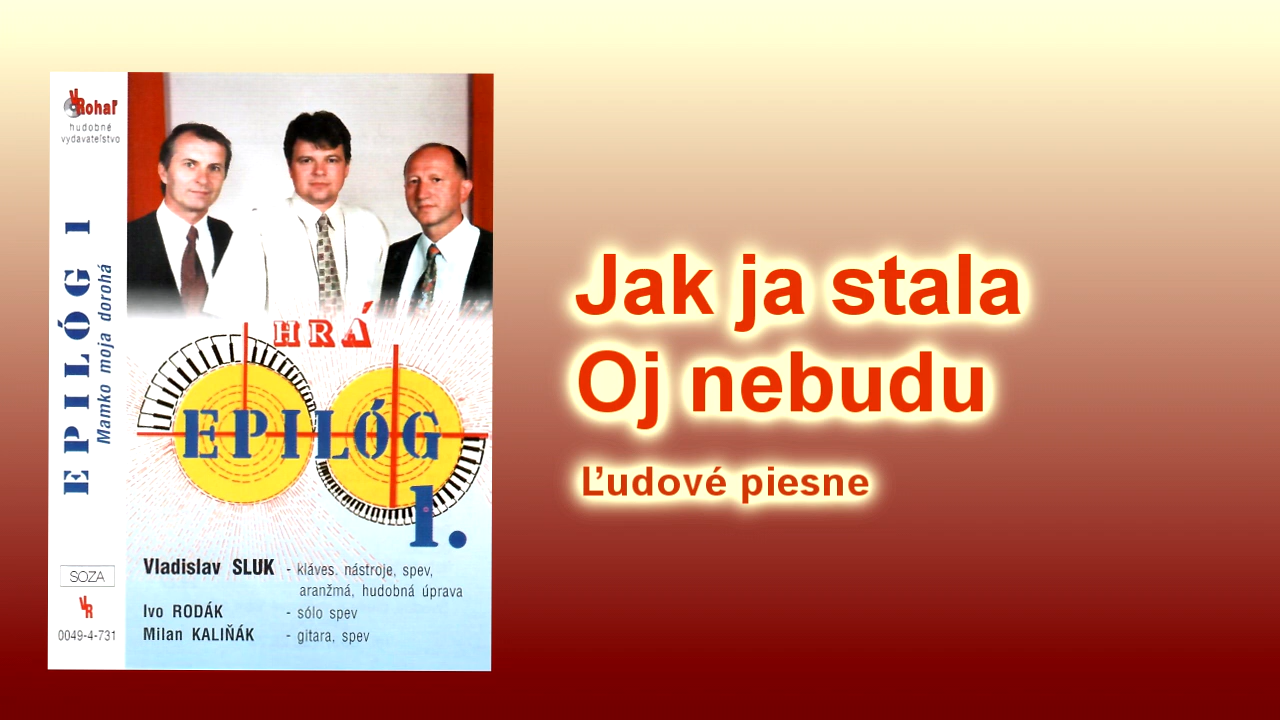 VRohaľ
hudobné
vydavateľstvo
EPILÓG 1
Mamko moja dorohá
SOZA
VR
0049-4-731
HRÁ
EPILÓG
1.
Vladislav SLUK - kláves. nástroje, spev,
aranžmá, hudobná úprava
Ivo RODÁK - sólo spev
Milan KALIŇÁK - gitara, spev
Jak ja stala
Oj nebudu
Ľudové piesne